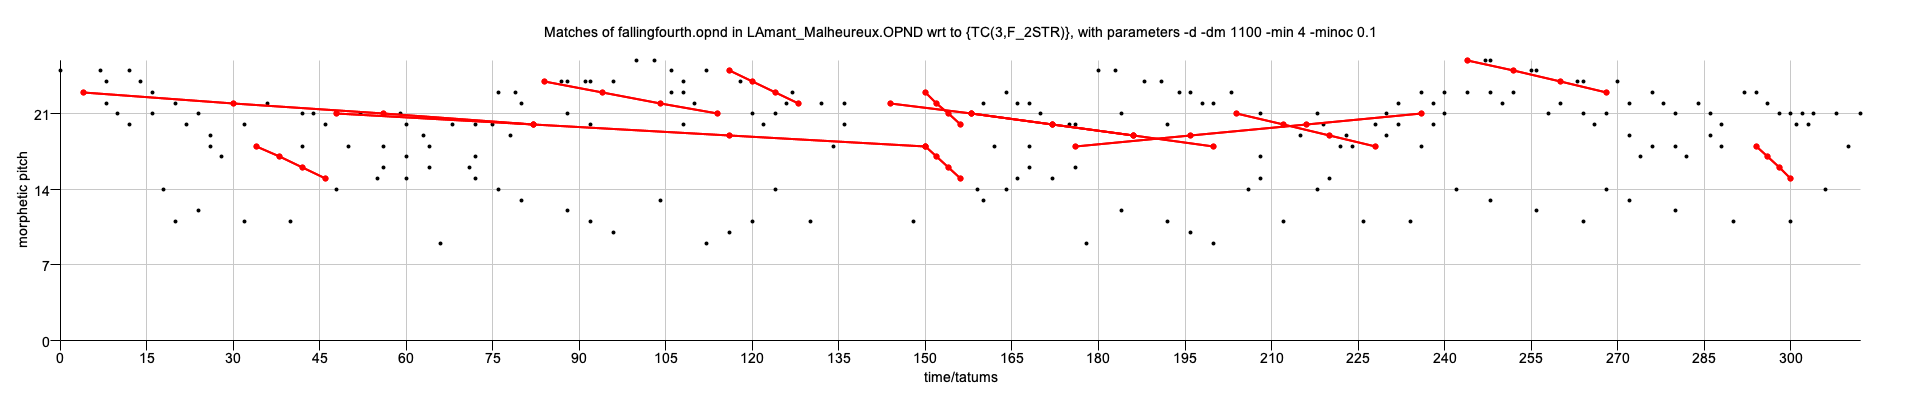 Matches of fallingfourth.opnd in LAmant_Malheureux.OPND wrt to {TC(3,F_2STR)}, with parameters -d -dm 1100 -min 4 -minoc 0.1
morphetic pitch
21
14
7
0
0 15 30 45 60 75 90 105 120 135 150 165 180 195 210 225 240 255 270 285 300
time/tatums